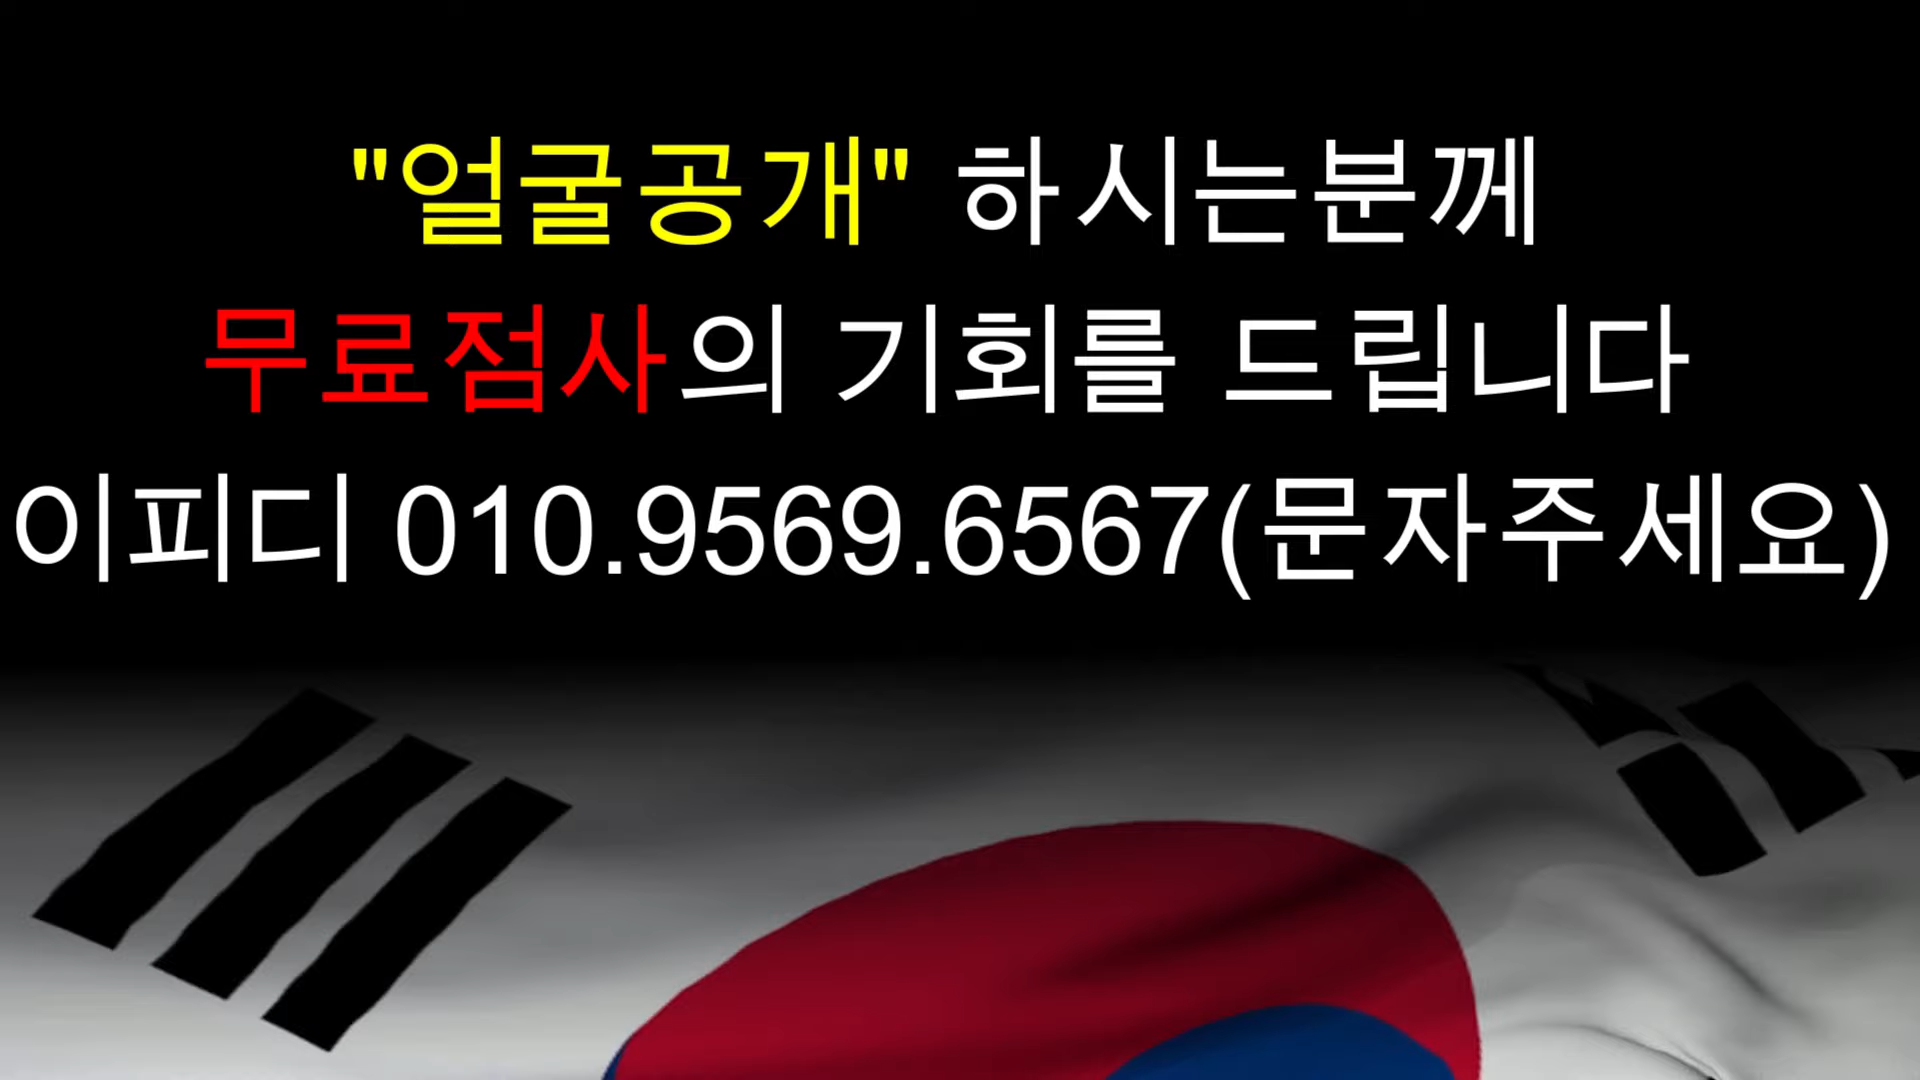 "얼굴공개" 하시는분께
무료점사의 기회를 드립니다
이피디 010.9569.6567(문자주세요)